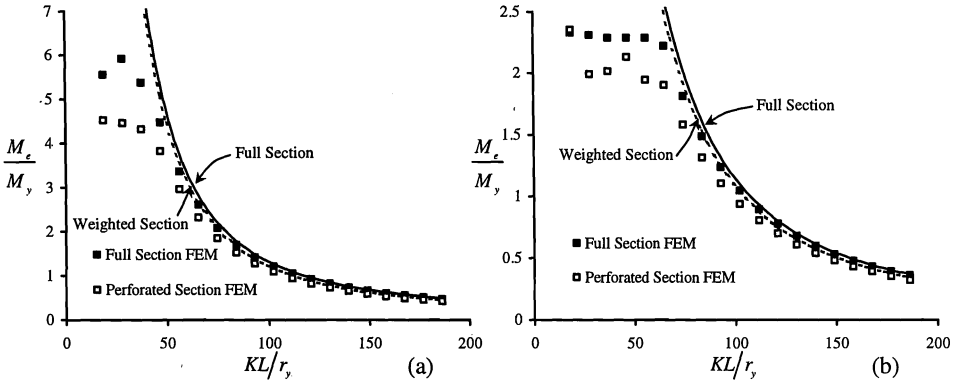 7
6
5
4
3
2
1
0
M_e
M_y
Full Section
Weighted Section
■ Full Section FEM
□ Perforated Section FEM
0 50 100 150 200
KL/r_y
(a)
2.5
2
1.5
1
0.5
0
M_e
M_y
Full Section
Weighted Section
■ Full Section FEM
□ Perforated Section FEM
0 50 100 150 200
KL/r_y
(b)